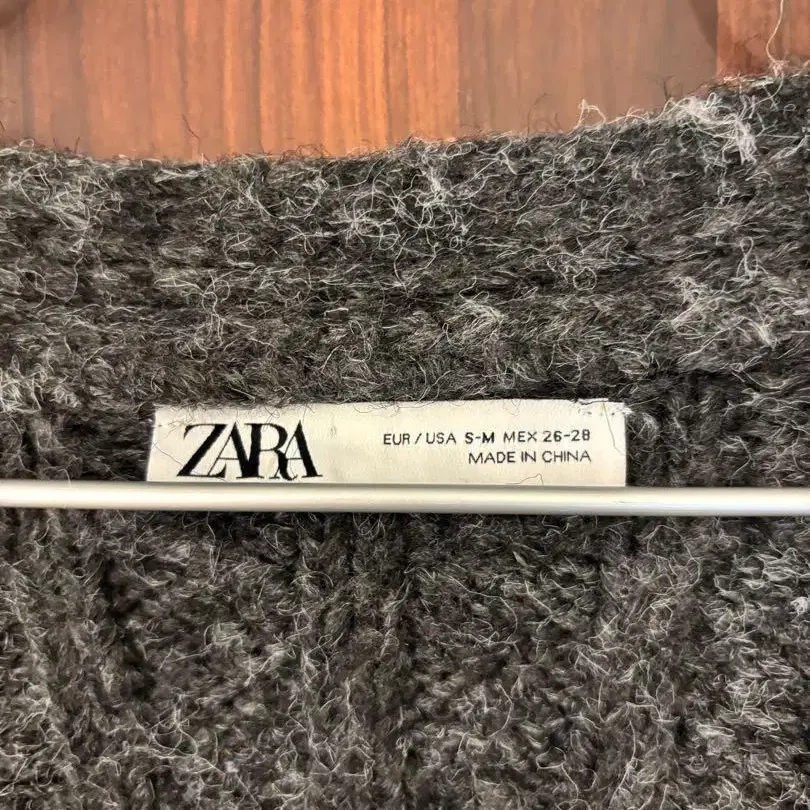 ZARA
EUR / USA S-M MEX 26-28
MADE IN CHINA